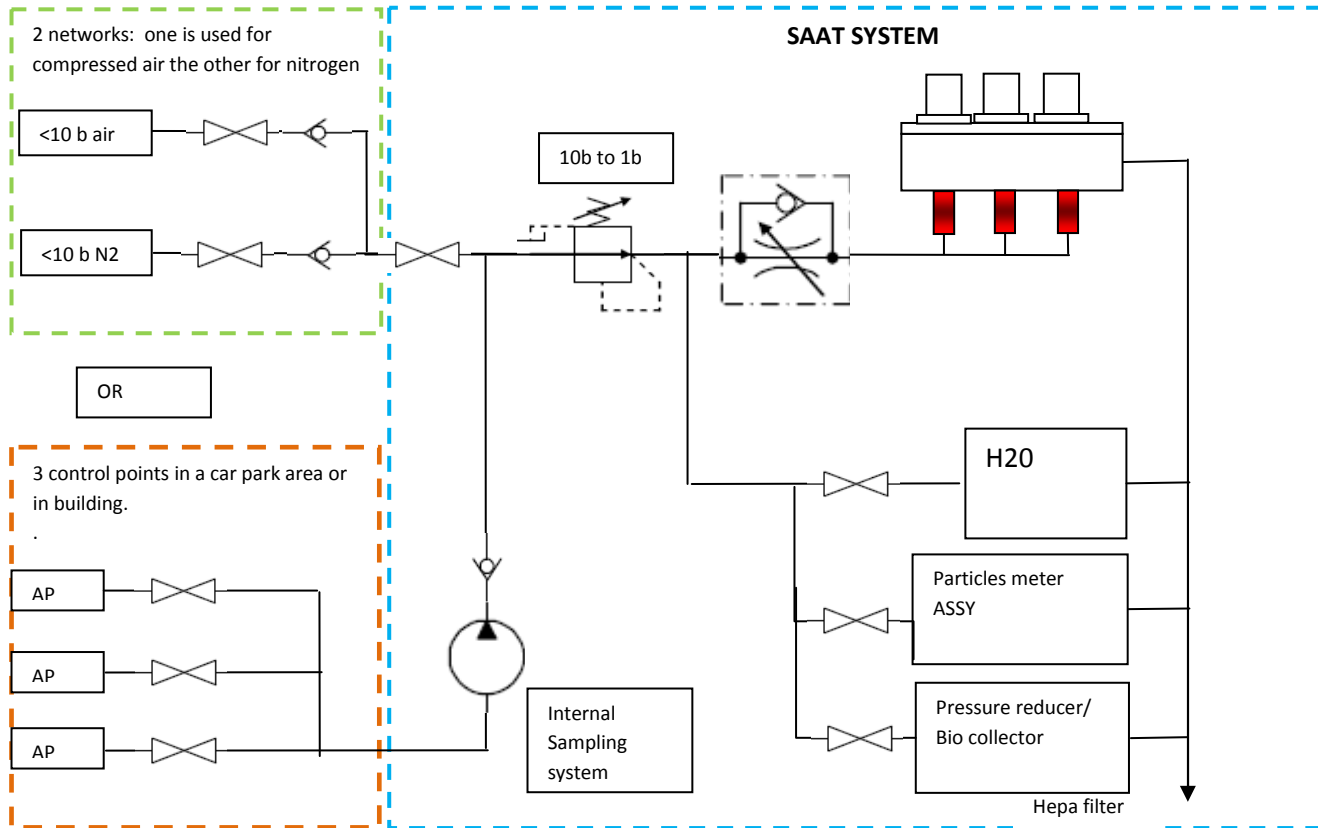 2 networks: one is used for
compressed air the other for nitrogen
<10 b air
<10 b N2
OR
3 control points in a car park area or
in building.
.
AP
AP
AP
SAAT SYSTEM
10b to 1b
H20
Particles meter
ASSY
Pressure reducer/
Bio collector
Internal
Sampling
system
Hepa filter